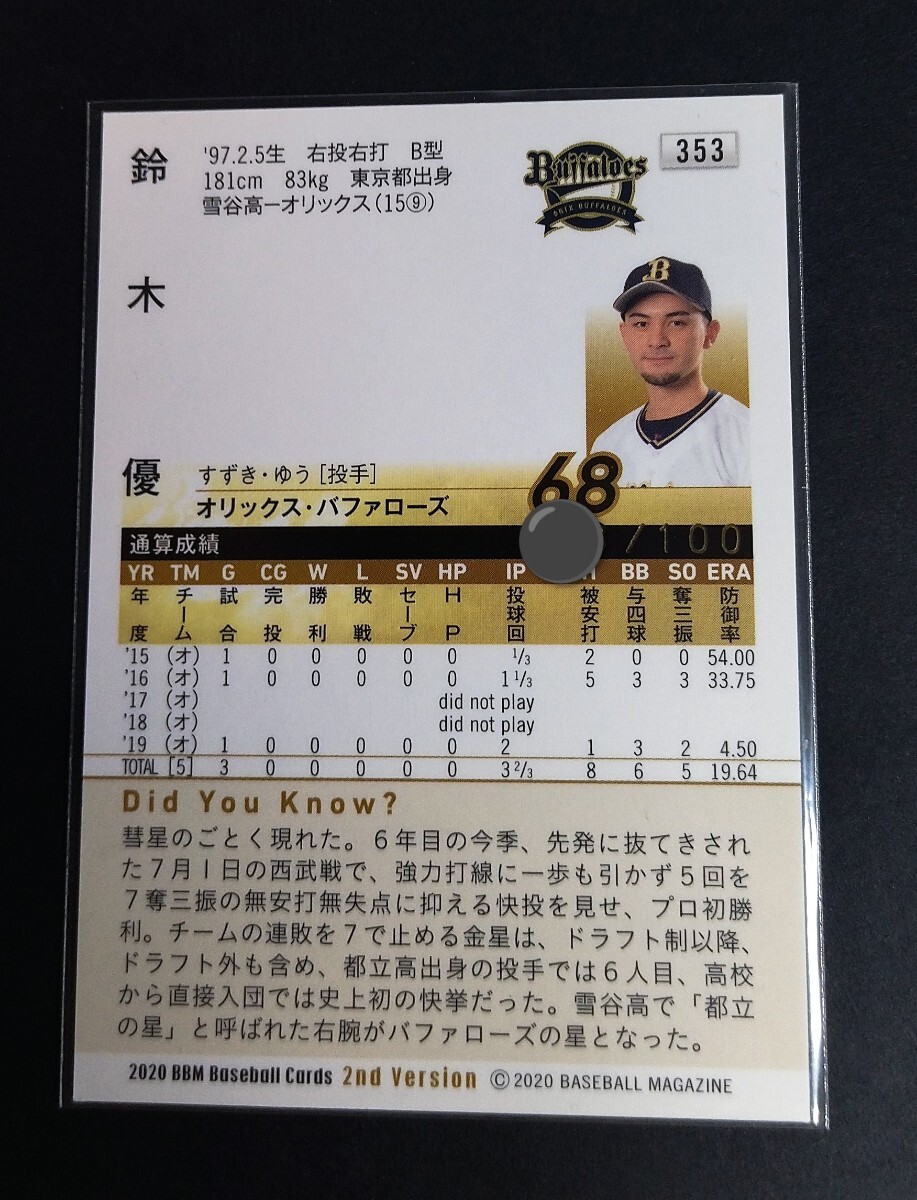 鈴木優
'97.2.5生 右投右打 B型
181cm 83kg 東京都出身
雪谷高ーオリックス(15⑨)
Buffaloes
ORIX BUFFALOES
353
B
すずき・ゆう [投手]
オリックス・バファローズ
68
/100
通算成績
YR TM G CG W L SV HP IP H BB SO ERA
年度 チーム 試合 完投 勝利 敗戦 セーブ HP 投球回 被安打 与四球 奪三振 防御率
'15 (オ) 1 0 0 0 0 0 1/3 2 0 0 54.00
'16 (オ) 1 0 0 0 0 0 1 1/3 5 3 3 33.75
'17 (オ) did not play
'18 (オ) did not play
'19 (オ) 1 0 0 0 0 0 2 1 3 2 4.50
TOTAL [5] 3 0 0 0 0 0 3 2/3 8 6 5 19.64
Did You Know?
彗星のごとく現れた。6年目の今季、先発に抜てきされ
た7月1日の西武戦で、強力打線に一歩も引かず5回を
7奪三振の無安打無失点に抑える快投を見せ、プロ初勝
利。チームの連敗を7で止める金星は、ドラフト制以降、
ドラフト外も含め、都立高出身の投手では6人目、高校
から直接入団では史上初の快挙だった。雪谷高で「都立
の星」と呼ばれた右腕がバファローズの星となった。
2020 BBM Baseball Cards 2nd Version ©2020 BASEBALL MAGAZINE